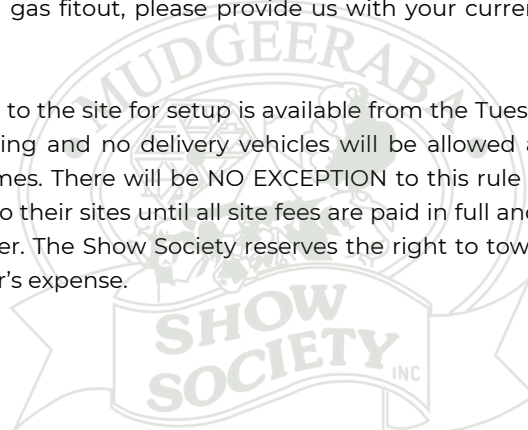 gas fitout, please provide us with your curren
to the site for setup is available from the Tues
ing and no delivery vehicles will be allowed a
mes. There will be NO EXCEPTION to this rule
o their sites until all site fees are paid in full and
er. The Show Society reserves the right to tow
r's expense.
MUDGEERABA
SHOW
SOCIETY
INC